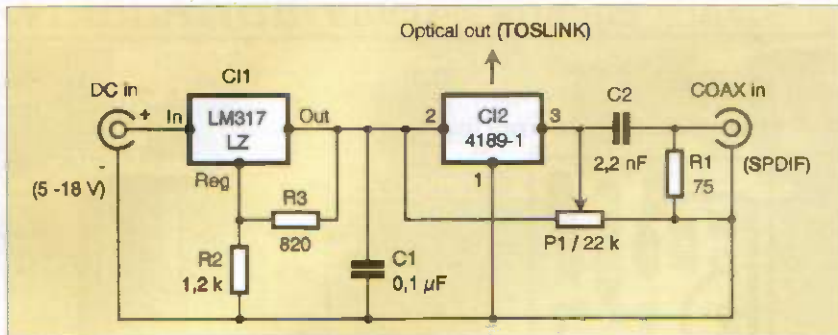 Optical out (TOSLINK)
DC in
CI1
C2
COAX in
+
In
LM317
LZ
Out
2
CI2
4189-1
3
2,2 nF
(5 -18 V)
Reg
1
R1
75
(SPDIF)
R3
820
P1 / 22 k
R2
1,2 k
C1
0,1 µF